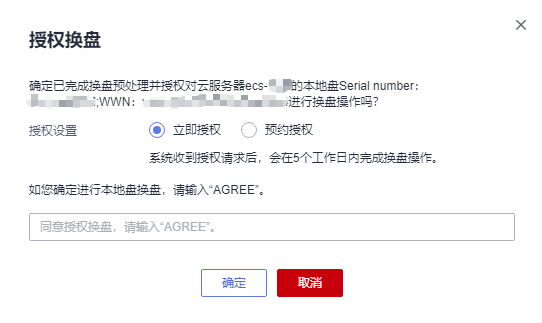 授权换盘
确定已完成换盘预处理并授权对云服务器ecs-的本地盘Serial number：
;WWN：进行换盘操作吗？
授权设置 立即授权 预约授权
系统收到授权请求后，会在5个工作日内完成换盘操作。
如您确定进行本地盘换盘，请输入“AGREE”。
同意授权换盘，请输入“AGREE”。
确定 取消